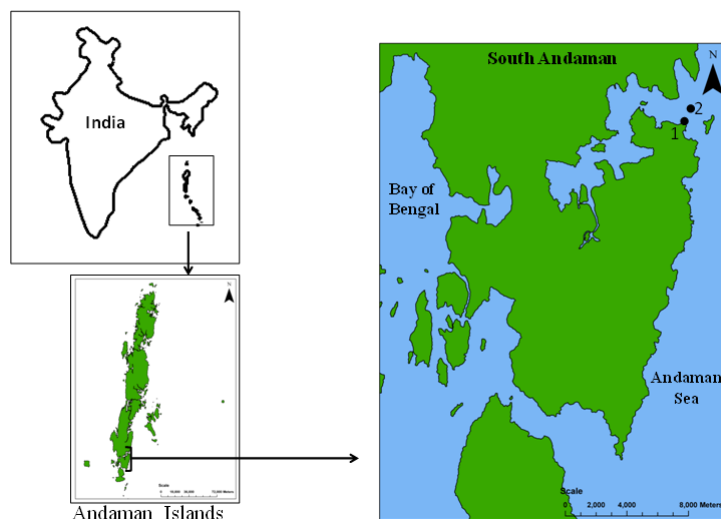 India
N
Scale
Andaman Islands
South Andaman
N
2
1
Bay of
Bengal
Andaman
Sea
Scale
0 2,000 4,000 8,000 Meters